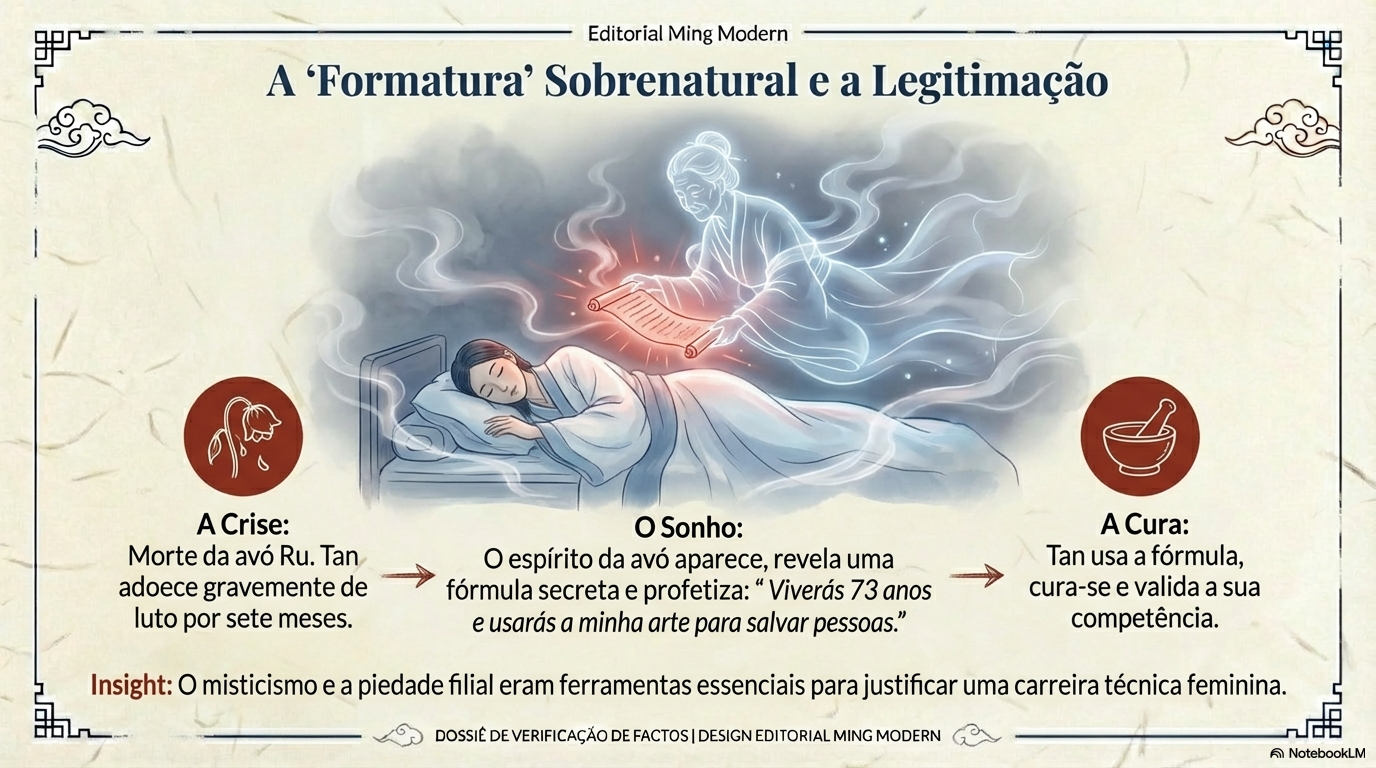 Editorial Ming Modern
A ‘Formatura’ Sobrenatural e a Legitimação
A Crise:
Morte da avó Ru. Tan
adoece gravemente de
luto por sete meses.
O Sonho:
O espírito da avó aparece, revela uma
fórmula secreta e profetiza: “ Viverás 73 anos
e usarás a minha arte para salvar pessoas.”
A Cura:
Tan usa a fórmula,
cura-se e valida a sua
competência.
Insight: O misticismo e a piedade filial eram ferramentas essenciais para justificar uma carreira técnica feminina.
DOSSIÊ DE VERIFICAÇÃO DE FACTOS | DESIGN EDITORIAL MING MODERN
NotebookLM